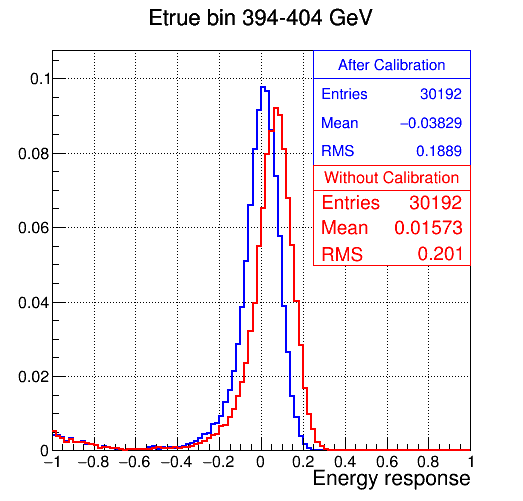 Etrue bin 394-404 GeV
After Calibration
Entries 30192
Mean −0.03829
RMS 0.1889
Without Calibration
Entries 30192
Mean 0.01573
RMS 0.201
0.1
0.08
0.06
0.04
0.02
0
−1 −0.8 −0.6 −0.4 −0.2 0 0.2 0.4 0.6 0.8 1
Energy response